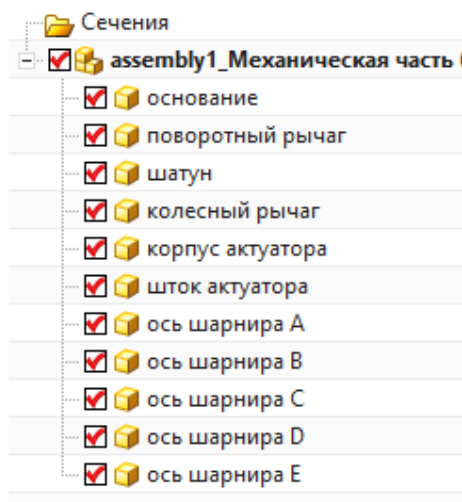 Сечения
assembly1_Механическая часть (
основание
поворотный рычаг
шатун
колесный рычаг
корпус актуатора
шток актуатора
ось шарнира A
ось шарнира B
ось шарнира C
ось шарнира D
ось шарнира E